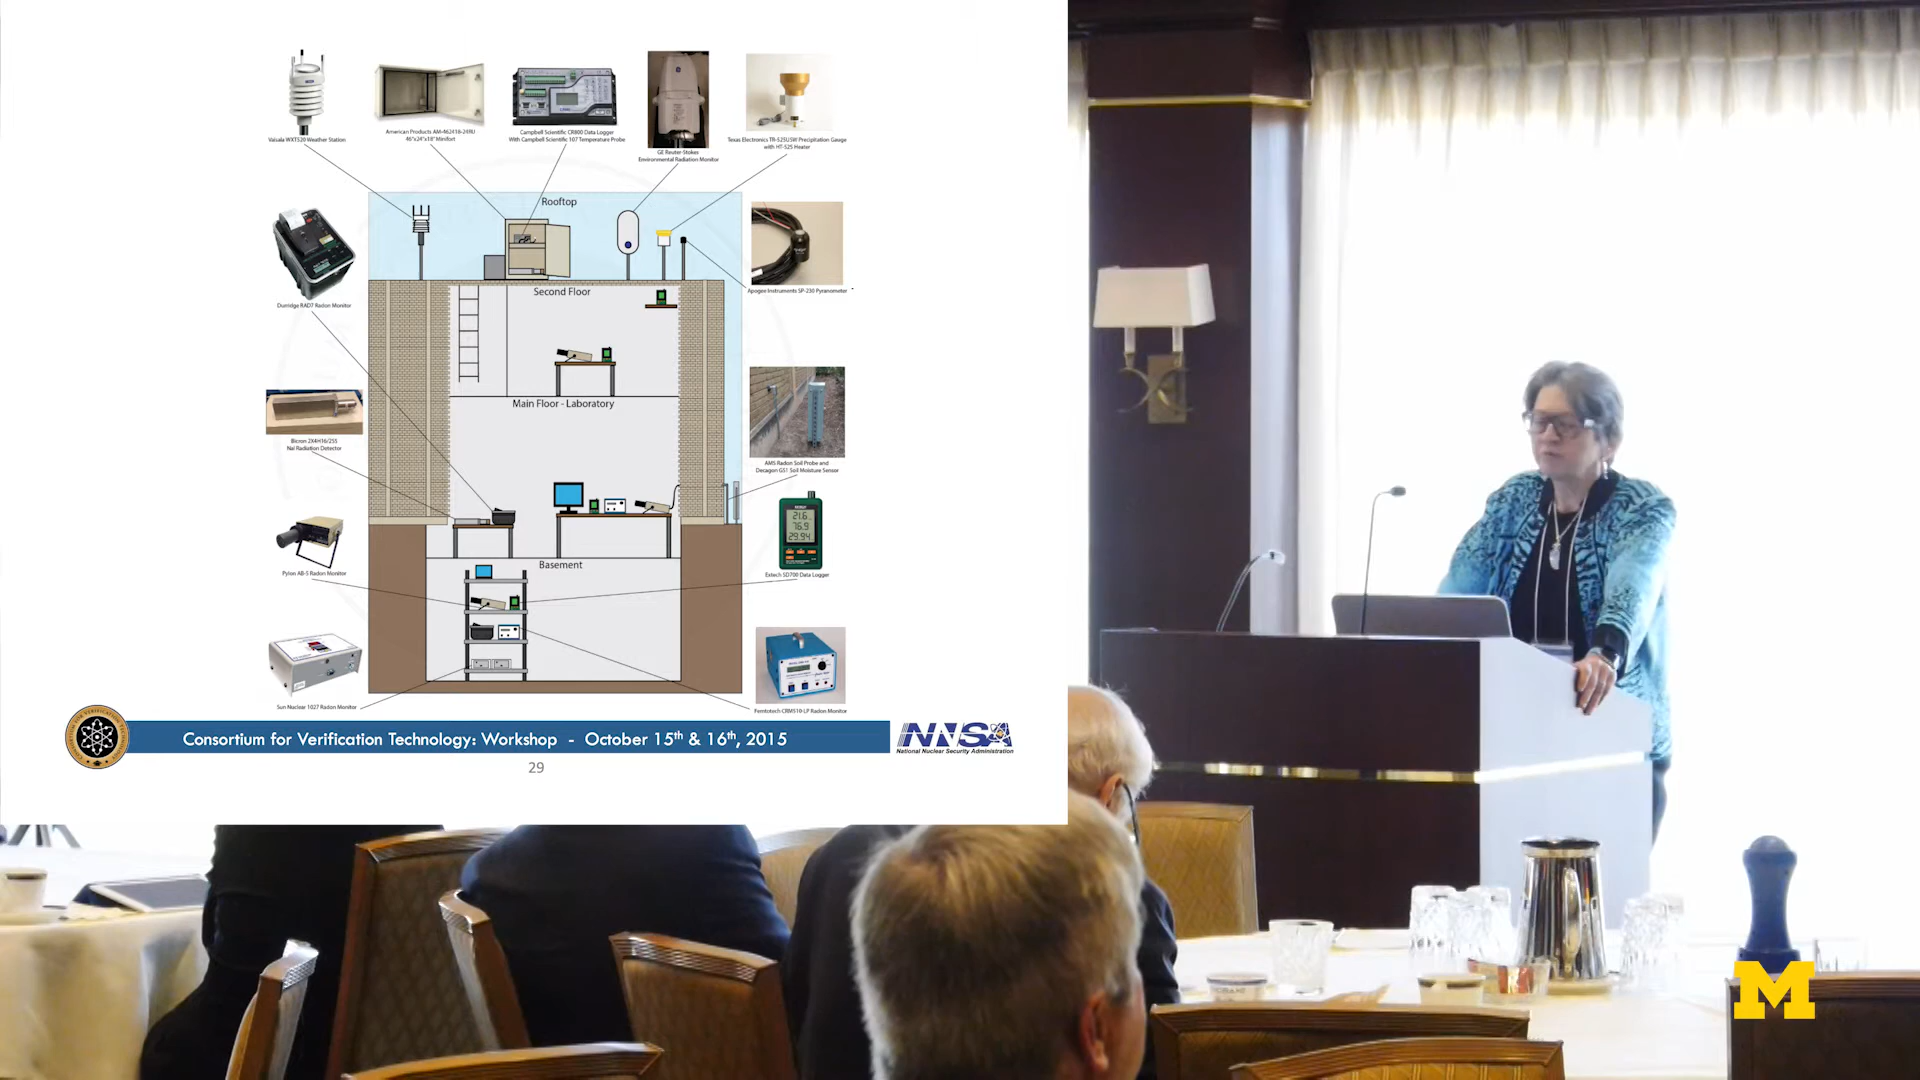 Vaisala WXT520 Weather Station
American Products AM-462418-24RU
46"x24"x18" Minifort
Campbell Scientific CR800 Data Logger
With Campbell Scientific 107 Temperature Probe
GE Reuter-Stokes
Environmental Radiation Monitor
Texas Electronics TR-525USW Precipitation Gauge
with HT-525 Heater
Rooftop
Durridge RAD7 Radon Monitor
Second Floor
Apogee Instruments SP-230 Pyranometer
Main Floor - Laboratory
Bicron 2X4H16/2SS
NaI Radiation Detector
AMS Radon Soil Probe and
Decagon GS1 Soil Moisture Sensor
21.6
76.9
29.94
Pylon AB-5 Radon Monitor
Basement
Extech SD700 Data Logger
Sun Nuclear 1027 Radon Monitor
Femtotech CRM510-LP Radon Monitor
Consortium for Verification Technology: Workshop - October 15th & 16th, 2015
NNSA
National Nuclear Security Administration
29
M